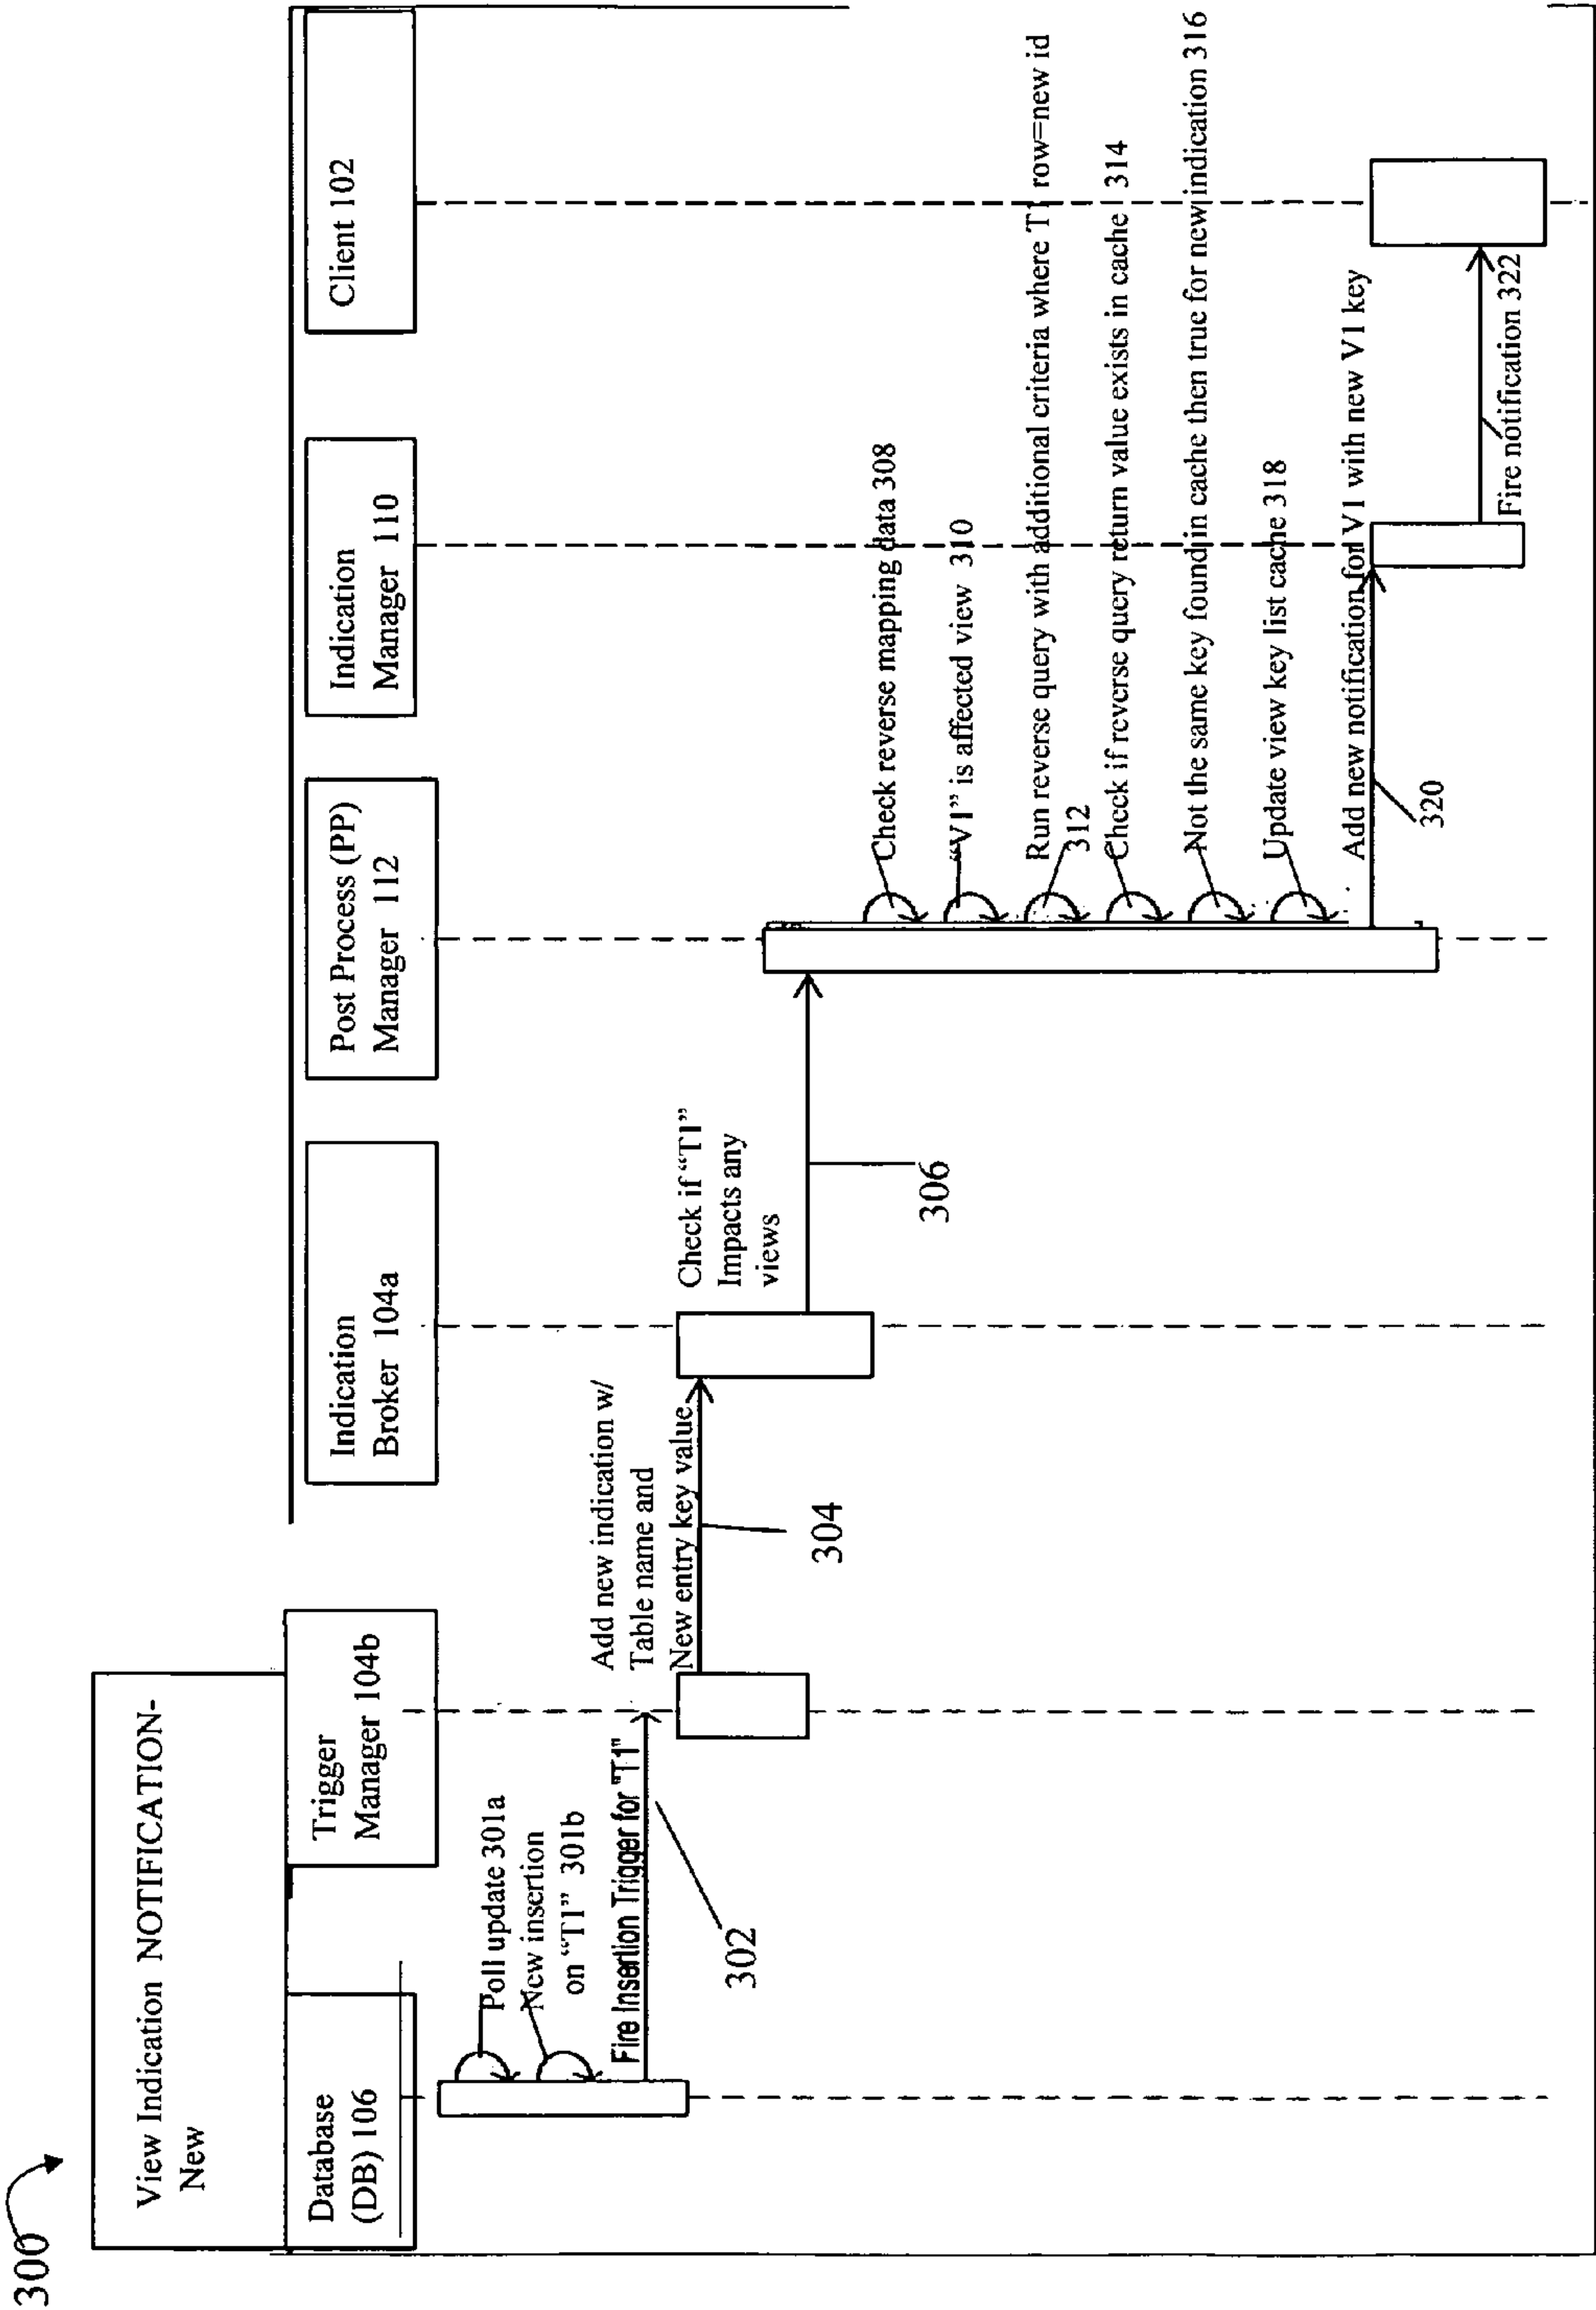 300
View Indication NOTIFICATION-
New
Database
(DB) 106
Trigger
Manager 104b
Indication
Broker 104a
Post Process (PP)
Manager 112
Indication
Manager 110
Client 102
Poll update 301a
New insertion
on “T1” 301b
Fire Insertion Trigger for "T1"
302
Add new indication w/
Table name and
New entry key value
304
Check if “T1”
Impacts any
views
306
Check reverse mapping data 308
“V1” is affected view 310
Run reverse query with additional criteria where T1 row=new id
312
Check if reverse query return value exists in cache 314
Not the same key found in cache then true for new indication 316
Update view key list cache 318
Add new notification for V1 with new V1 key
320
Fire notification 322